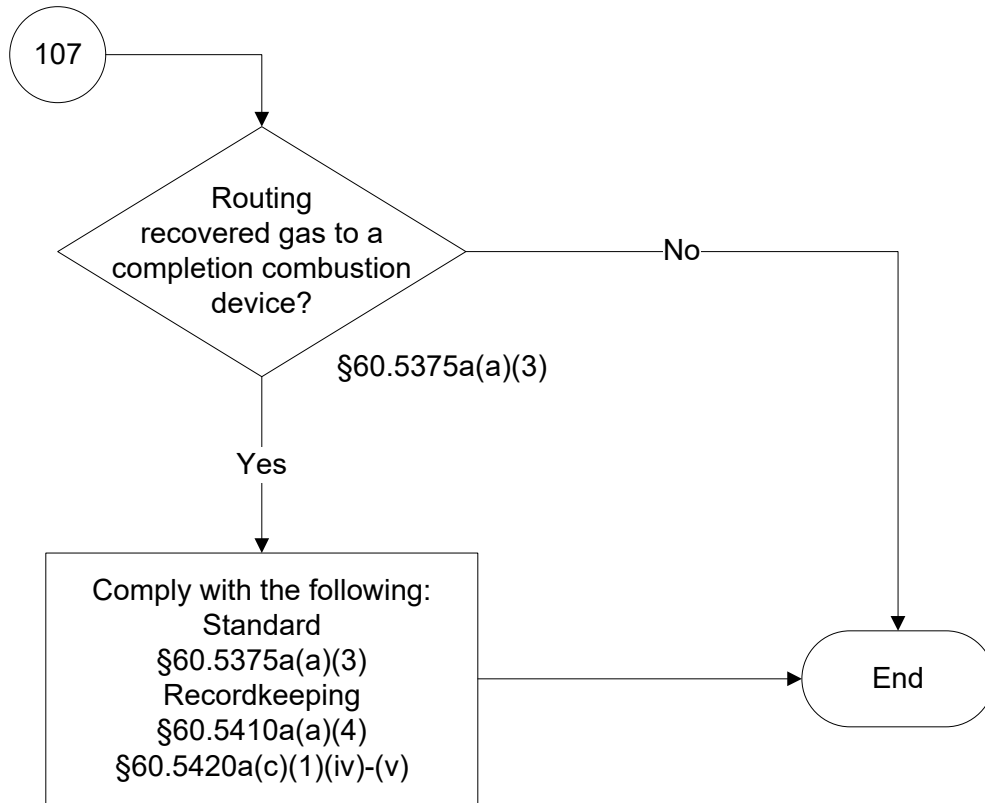 107
Routing
recovered gas to a
completion combustion
device?
No
§60.5375a(a)(3)
Yes
Comply with the following:
Standard
§60.5375a(a)(3)
Recordkeeping
§60.5410a(a)(4)
§60.5420a(c)(1)(iv)-(v)
End